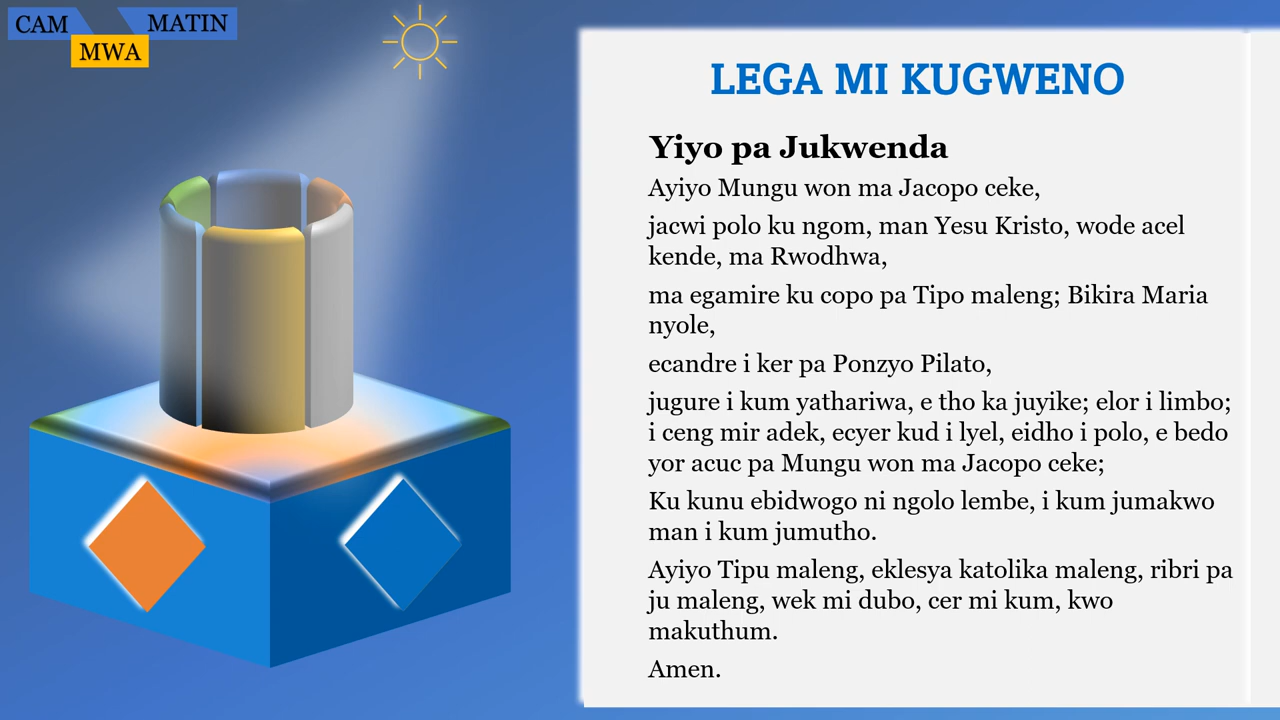 CAM
MATIN
MWA
LEGA MI KUGWENO
Yiyo pa Jukwenda
Ayiyo Mungu won ma Jacopo ceke,
jacwi polo ku ngom, man Yesu Kristo, wode acel
kende, ma Rwodhwa,
ma egamire ku copo pa Tipo maleng; Bikira Maria
nyole,
ecandre i ker pa Ponzyo Pilato,
jugure i kum yathariwa, e tho ka juyike; elor i limbo;
i ceng mir adek, ecyer kud i lyel, eidho i polo, e bedo
yor acuc pa Mungu won ma Jacopo ceke;
Ku kunu ebidwogo ni ngolo lembe, i kum jumakwo
man i kum jumutho.
Ayiyo Tipu maleng, eklesya katolika maleng, ribri pa
ju maleng, wek mi dubo, cer mi kum, kwo
makuthum.
Amen.